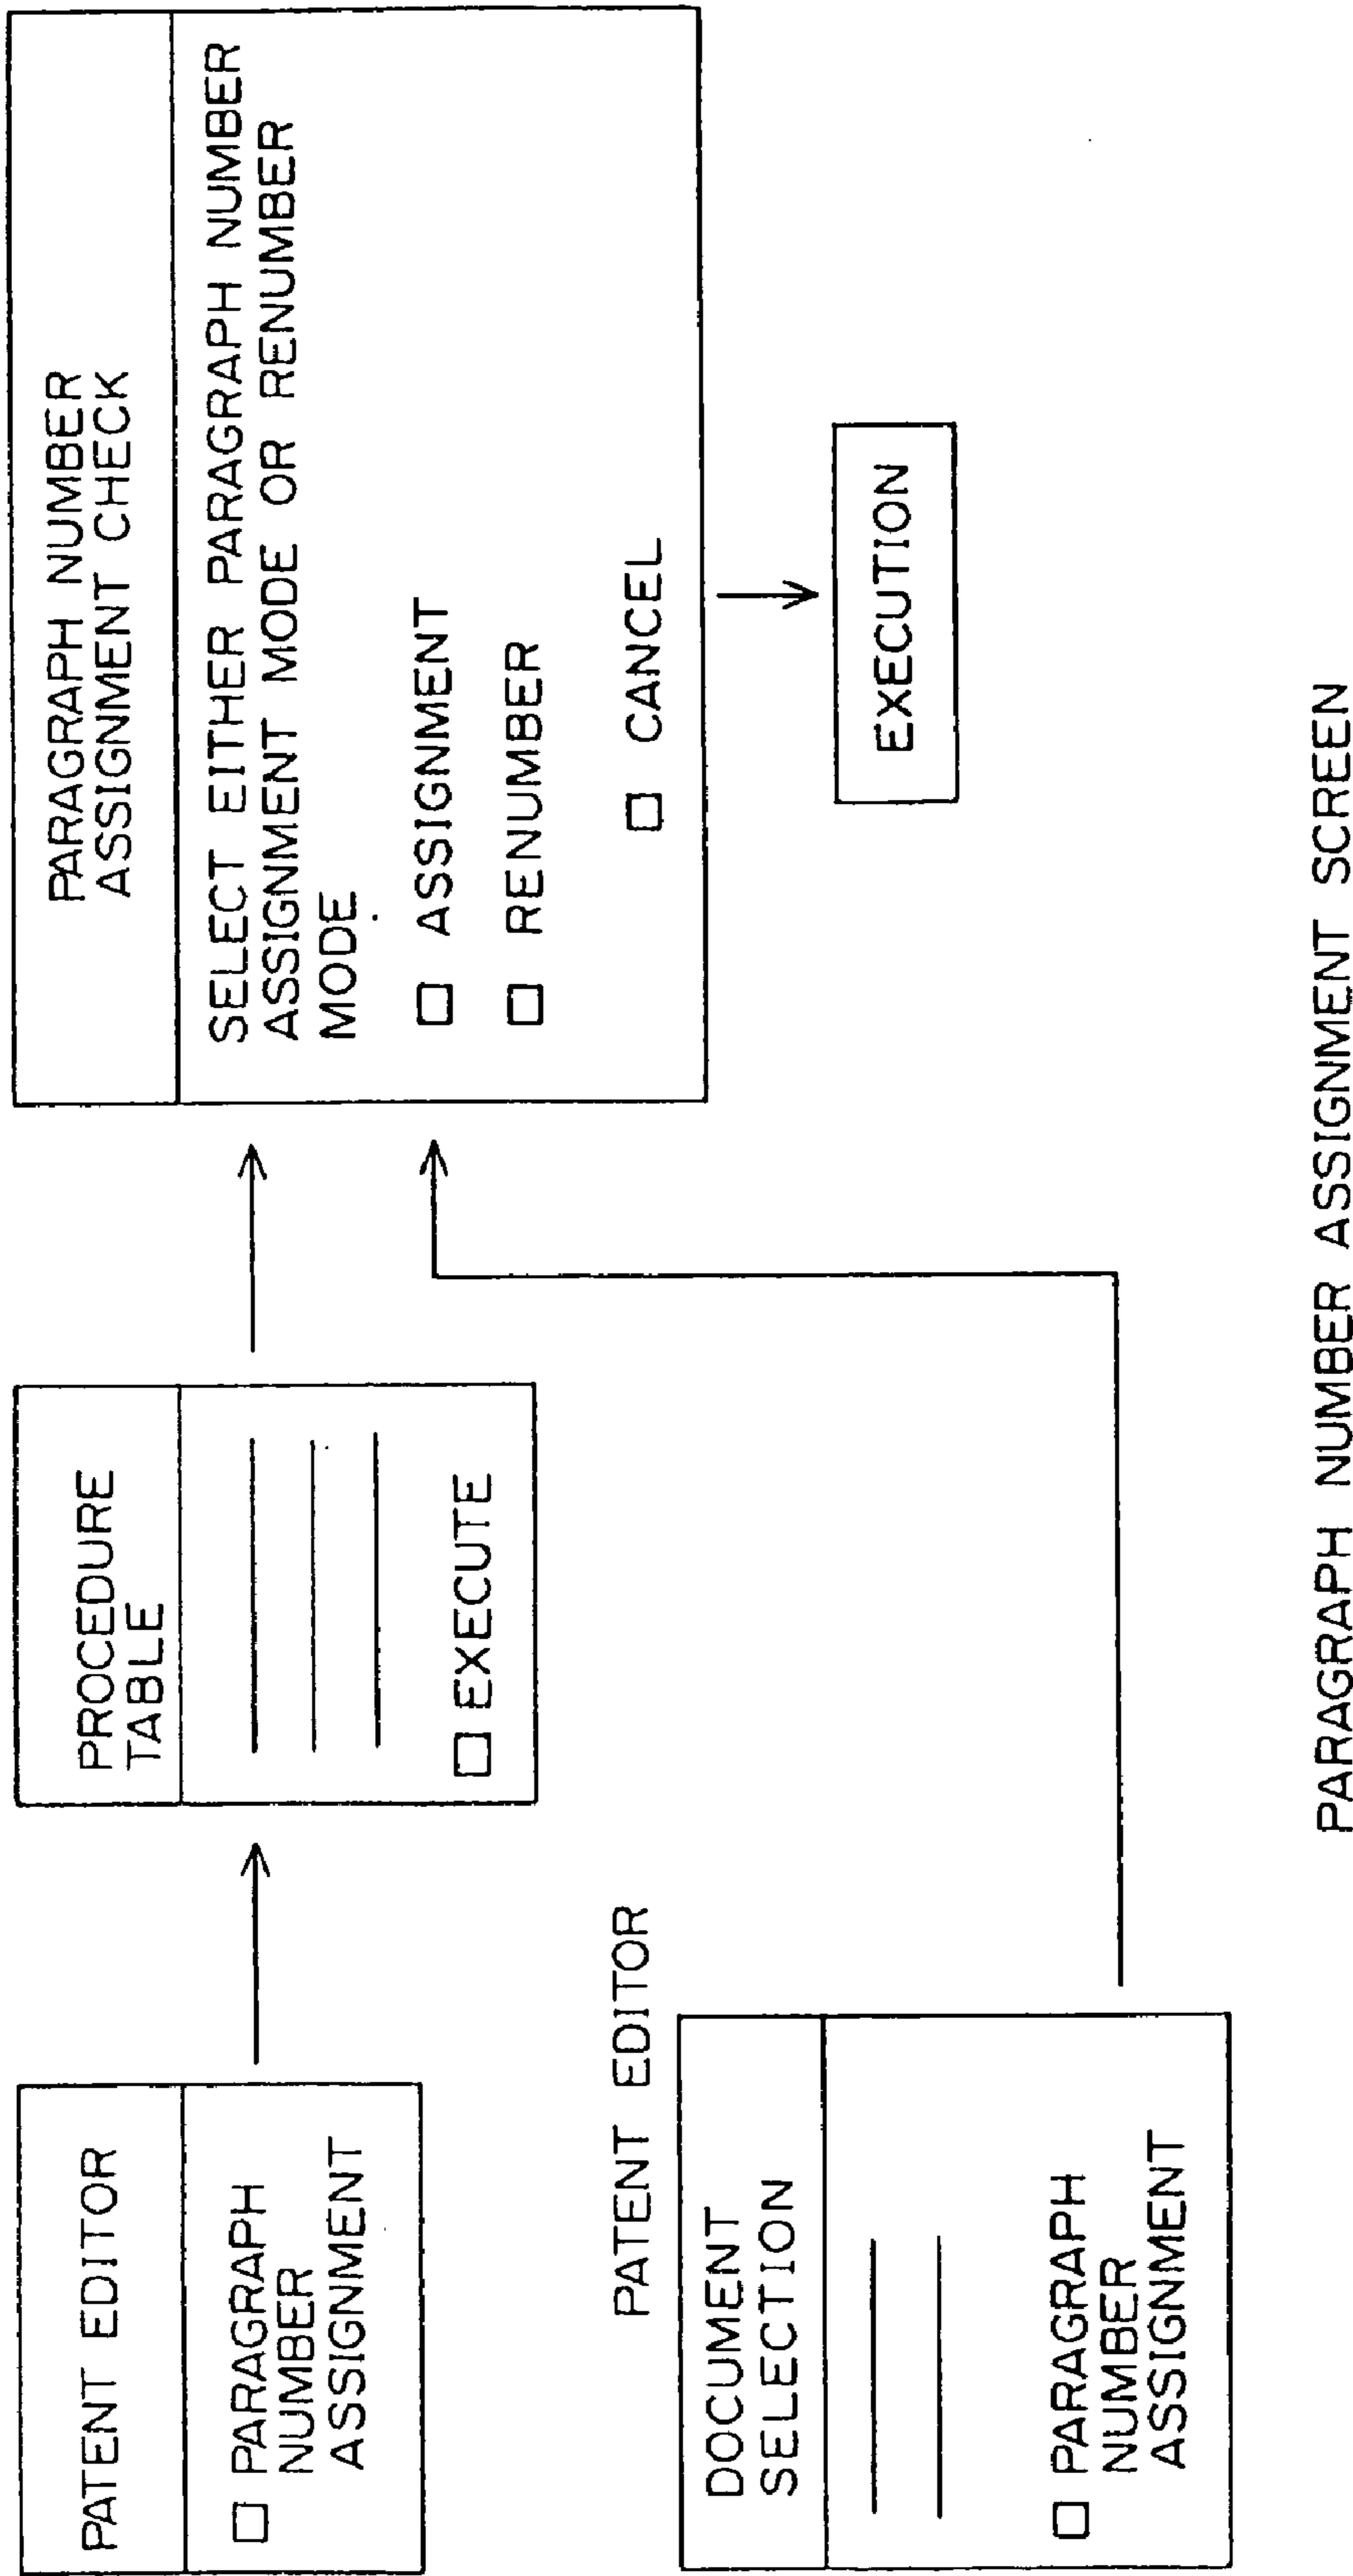 PATENT EDITOR
□ PARAGRAPH
NUMBER
ASSIGNMENT
PROCEDURE
TABLE
□ EXECUTE
PARAGRAPH NUMBER
ASSIGNMENT CHECK
SELECT EITHER PARAGRAPH NUMBER
ASSIGNMENT MODE OR RENUMBER
MODE
□ ASSIGNMENT
□ RENUMBER
□ CANCEL
EXECUTION
PATENT EDITOR
DOCUMENT
SELECTION
□ PARAGRAPH
NUMBER
ASSIGNMENT
PARAGRAPH NUMBER ASSIGNMENT SCREEN